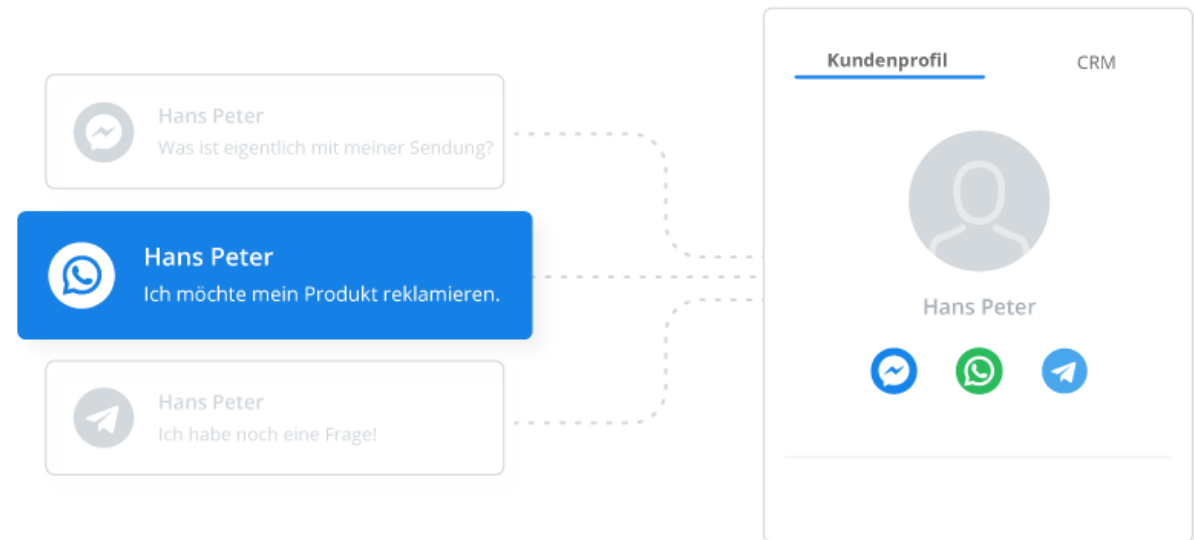 Hans Peter
Was ist eigentlich mit meiner Sendung?
Hans Peter
Ich möchte mein Produkt reklamieren.
Hans Peter
Ich habe noch eine Frage!
Kundenprofil
CRM
Hans Peter